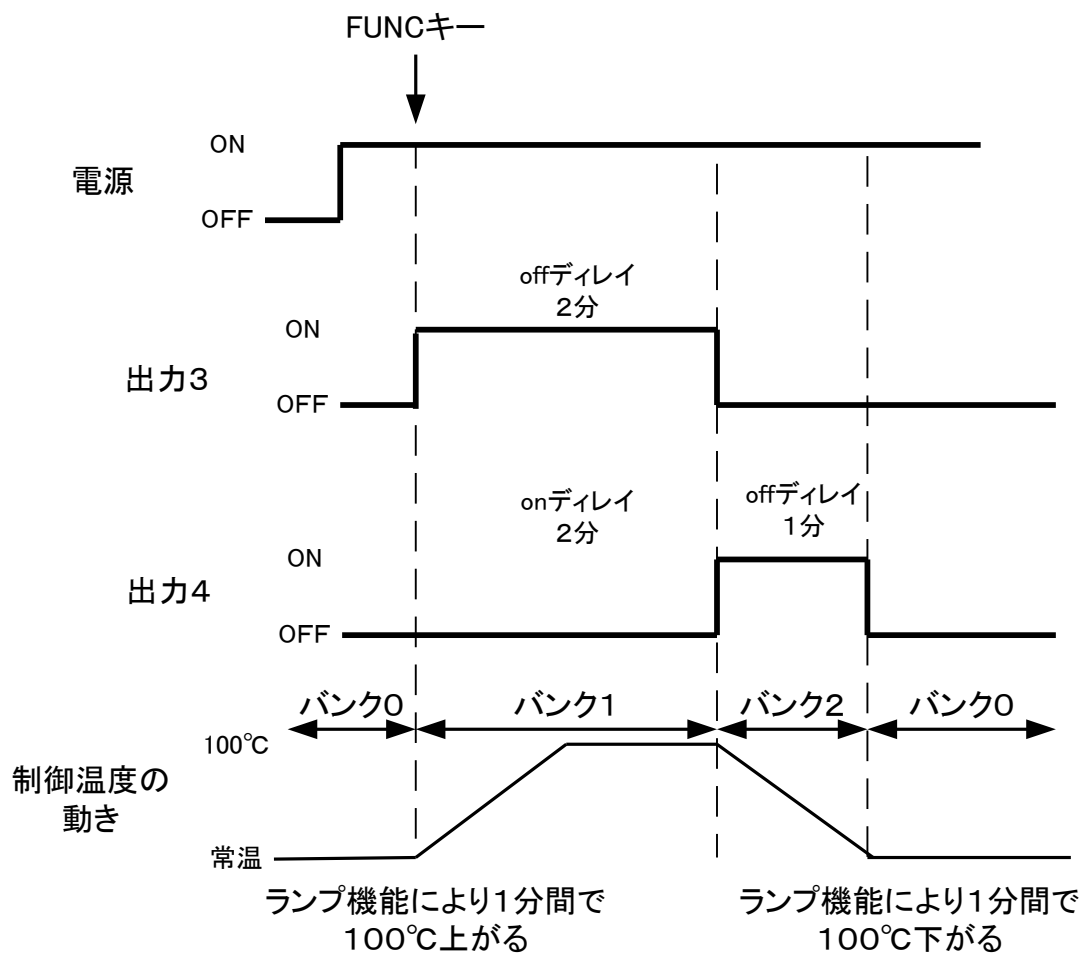 FUNCキー
ON
電源
OFF
offディレイ
２分
ON
出力３
OFF
onディレイ
２分
offディレイ
１分
ON
出力４
OFF
バンク０
バンク１
バンク２
バンク０
100℃
制御温度の
動き
常温
ランプ機能により１分間で
１００℃上がる
ランプ機能により１分間で
１００℃下がる